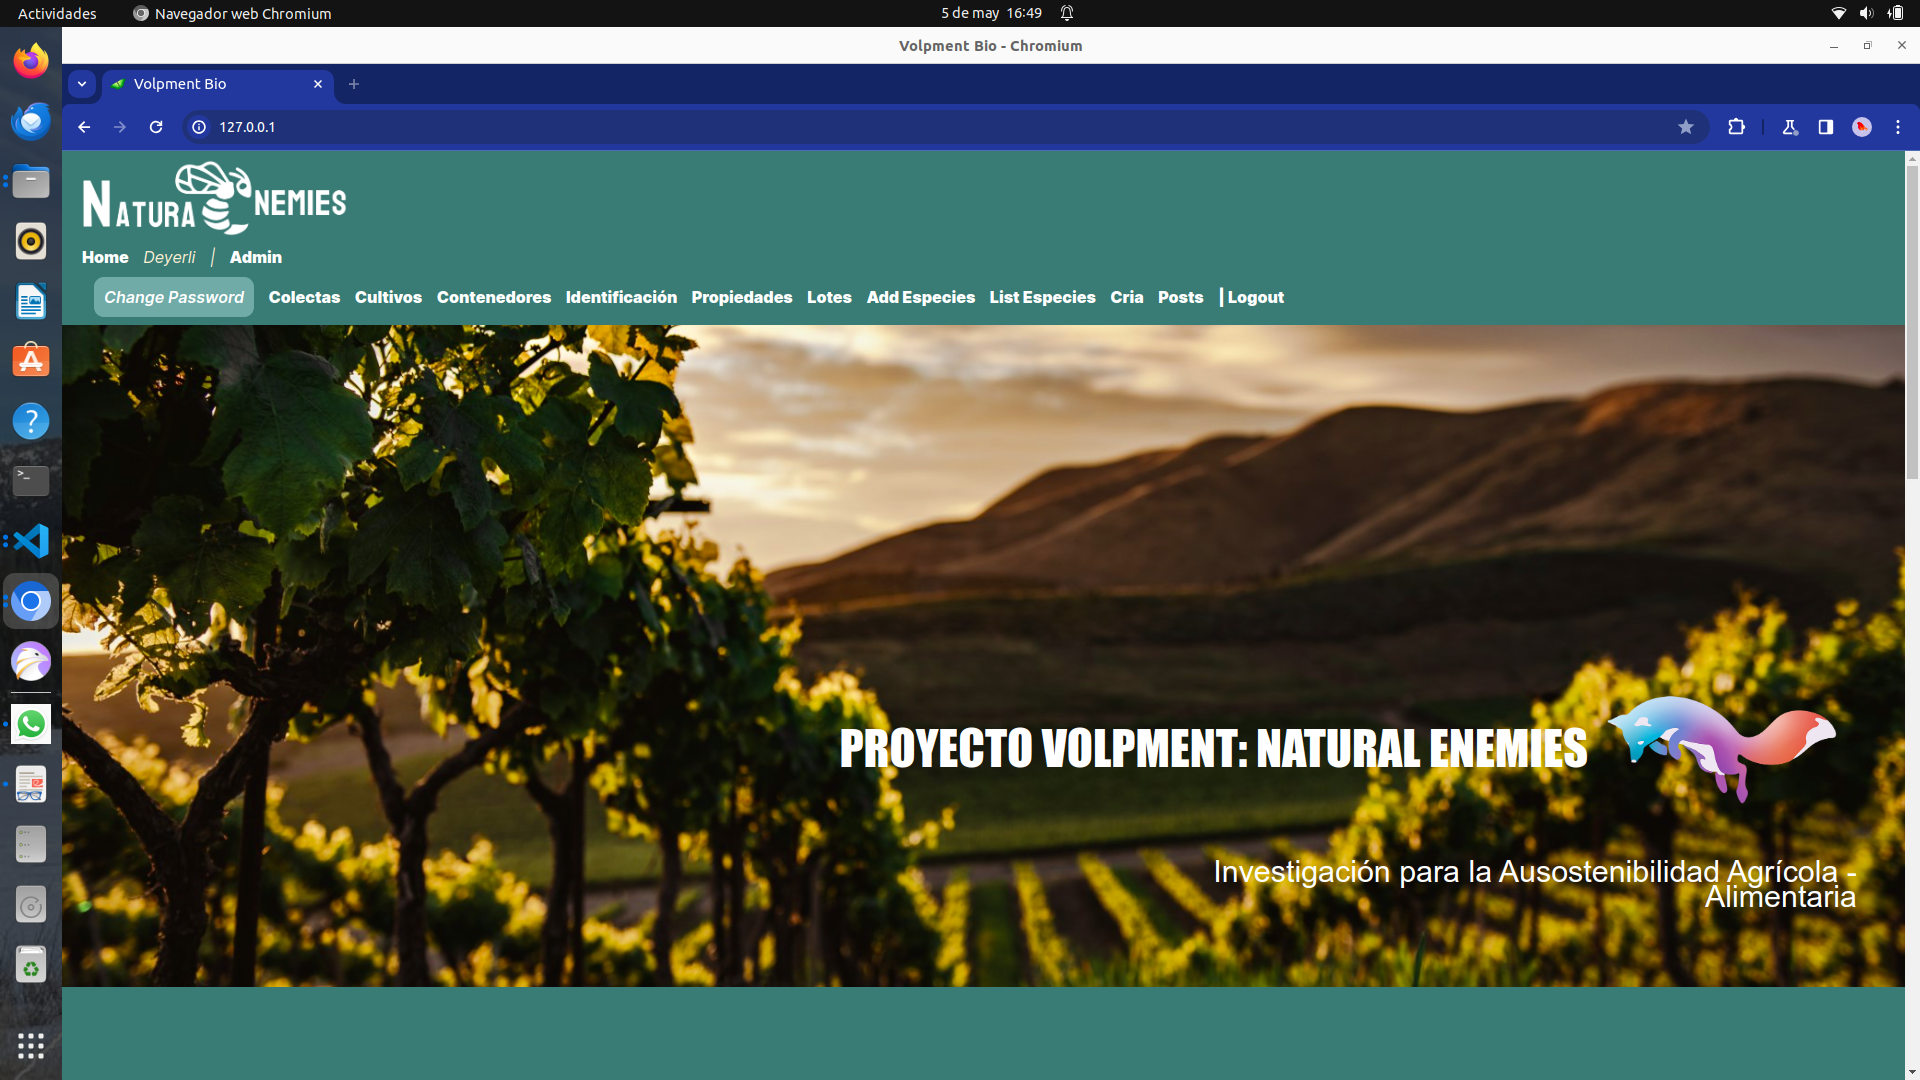 Actividades Navegador web Chromium 5 de may 16:49
Volpment Bio - Chromium
Volpment Bio
127.0.0.1
NATURA ENEMIES
Home Deyerli | Admin
Change Password Colectas Cultivos Contenedores Identificación Propiedades Lotes Add Especies List Especies Cria Posts | Logout
PROYECTO VOLPMENT: NATURAL ENEMIES
Investigación para la Ausostenibilidad Agrícola -
Alimentaria